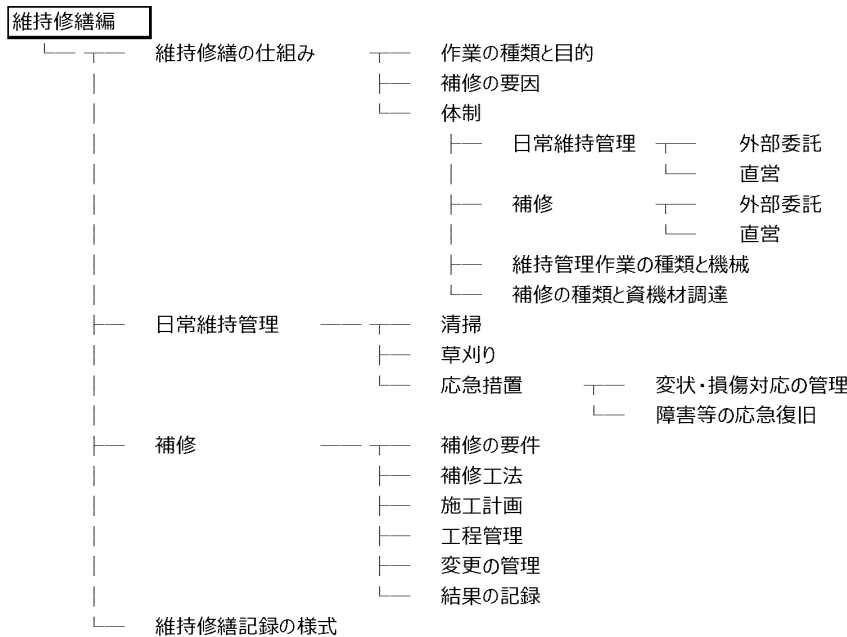 維持修繕編
維持修繕の仕組み 作業の種類と目的
補修の要因
体制
日常維持管理 外部委託
直営
補修 外部委託
直営
維持管理作業の種類と機械
補修の種類と資機材調達
日常維持管理 清掃
草刈り
応急措置 変状・損傷対応の管理
障害等の応急復旧
補修 補修の要件
補修工法
施工計画
工程管理
変更の管理
結果の記録
維持修繕記録の様式